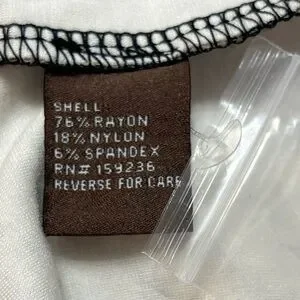 SHELL
76% RAYON
18% NYLON
6% SPANDEX
RN# 159236
REVERSE FOR CARE